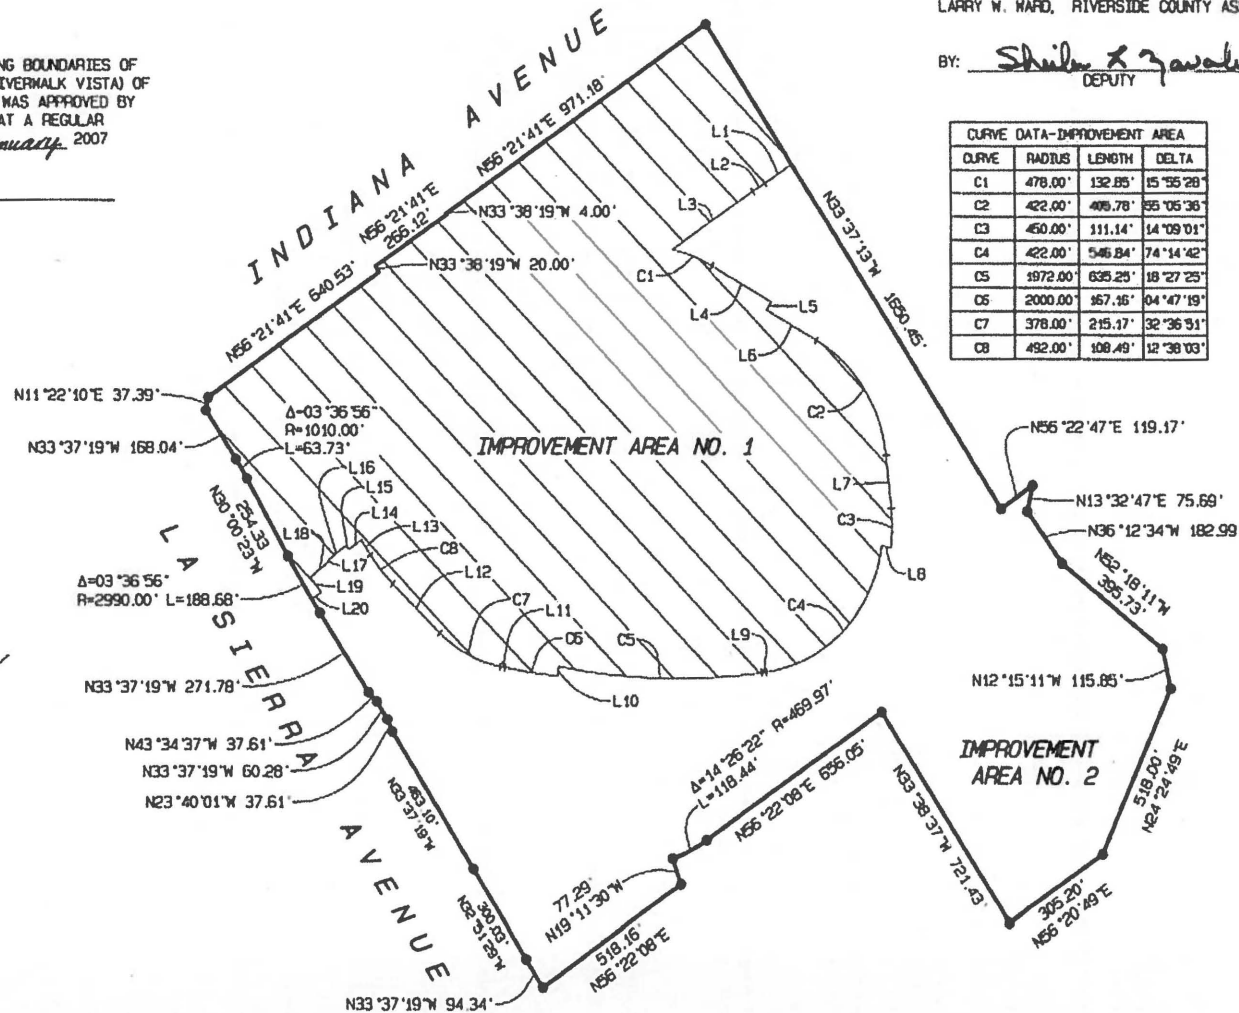 LARRY W. WARD, RIVERSIDE COUNTY AS
BY:
DEPUTY
NG BOUNDARIES OF
IVERWALK VISTA) OF
WAS APPROVED BY
AT A REGULAR
2007
CURVE DATA-IMPROVEMENT AREA
CURVE RADIUS LENGTH DELTA
C1 478.00' 132.85' 15°55'28"
C2 422.00' 405.78' 55°05'36"
C3 450.00' 111.14' 14°09'01"
C4 422.00' 546.84' 74°14'42"
C5 1972.00' 635.25' 18°27'25"
C6 2000.00' 167.16' 04°47'19"
C7 378.00' 215.17' 32°36'51"
C8 492.00' 108.49' 12°38'03"
INDIANA AVENUE
N56°21'41"E 971.18'
N56°21'41"E
266.12'
N33°38'19"W 4.00'
N33°38'19"W 20.00'
N56°21'41"E 640.53'
L1
L2
L3
C1
L4
L5
L6
C2
N33°37'13"W 1650.45'
N11°22'10"E 37.39'
N33°37'19"W 168.04'
Δ=03°36'56"
R=1010.00'
L=63.73'
IMPROVEMENT AREA NO. 1
L16
L15
L14
L13
C8
L12
C7
L11
C6
C5
L9
C4
L10
L7
C3
L8
L18
L17
L19
L20
254.33
N30°00'23"W
Δ=03°36'56"
R=2990.00' L=188.68'
LA SIERRA AVENUE
N33°37'19"W 271.78'
N43°34'37"W 37.61'
N33°37'19"W 60.28'
N23°40'01"W 37.61'
463.10'
N33°37'19"W
300.03'
N32°51'29"W
N33°37'19"W 94.34'
518.16'
N56°22'08"E
77.29'
N19°11'30"W
Δ=14°26'22" R=469.97'
L=118.44'
N56°22'08"E 656.05'
N33°38'37"W 721.43'
305.20'
N56°20'49"E
518.00'
N24°24'49"E
IMPROVEMENT
AREA NO. 2
N12°15'11"W 115.85'
N52°18'11"W
395.73'
N36°12'34"W 182.99
N13°32'47"E 75.69'
N56°22'47"E 119.17'